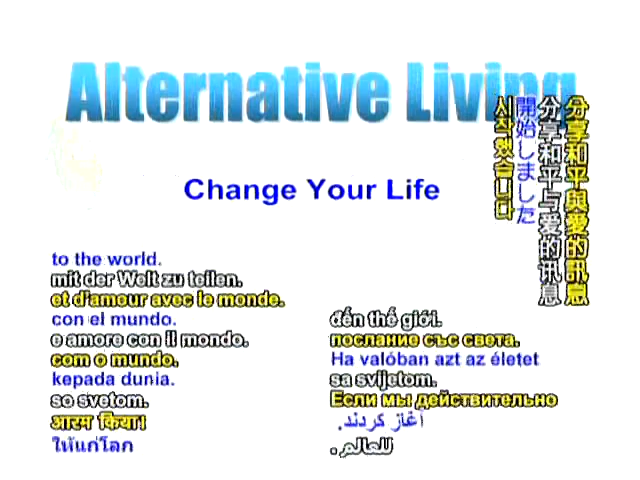 Alternative Living
Change Your Life
分享和平與愛的訊息
分享和平与爱的讯息
開始しました
시작했습니다
to the world.
mit der Welt zu teilen.
et d'amour avec le monde.
con el mundo.
e amore con il mondo.
com o mundo.
kepada dunia.
so svetom.
आरम किया।
ให้แก่โลก
đến thế giới.
послание със света.
Ha valóban azt az életet
sa svijetom.
Если мы действительно
آغاز کردند.
للعالم.